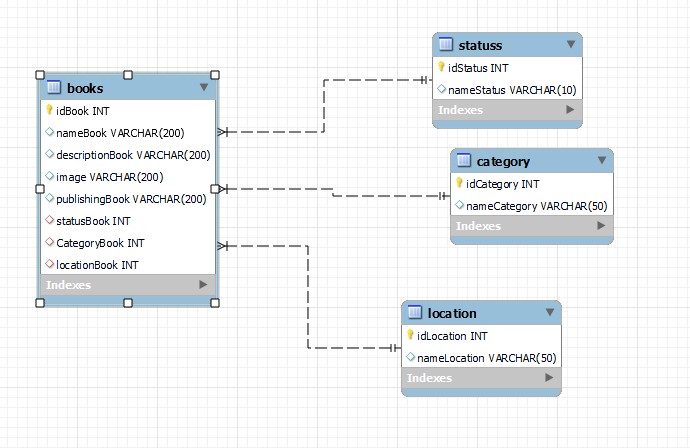 books
idBook INT
nameBook VARCHAR(200)
descriptionBook VARCHAR(200)
image VARCHAR(200)
publishingBook VARCHAR(200)
statusBook INT
CategoryBook INT
locationBook INT
Indexes
statuss
idStatus INT
nameStatus VARCHAR(10)
Indexes
category
idCategory INT
nameCategory VARCHAR(50)
Indexes
location
idLocation INT
nameLocation VARCHAR(50)
Indexes